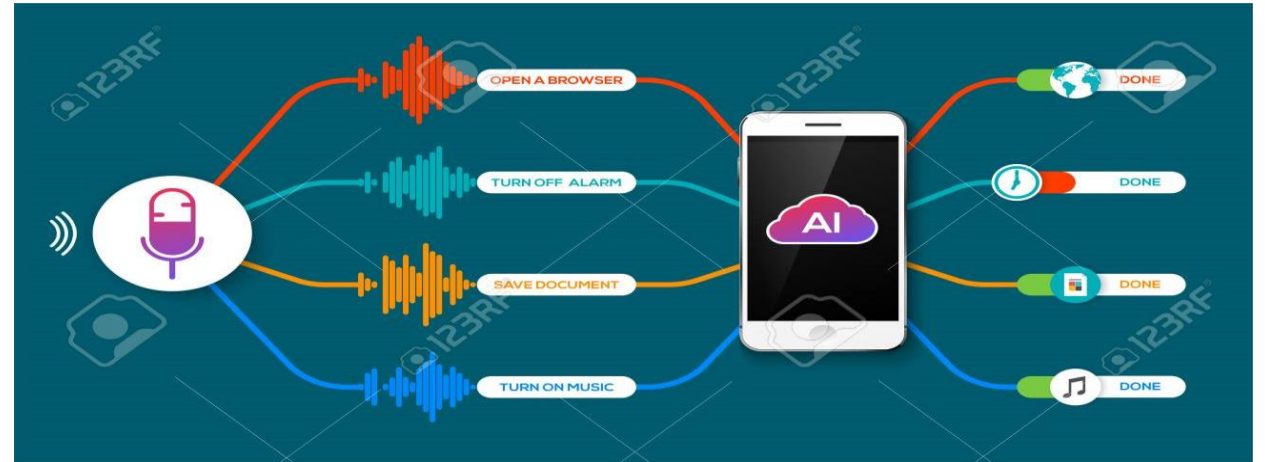 OPEN A BROWSER
TURN OFF ALARM
SAVE DOCUMENT
TURN ON MUSIC
AI
DONE
DONE
DONE
DONE
123RF
123RF
123RF
123RF